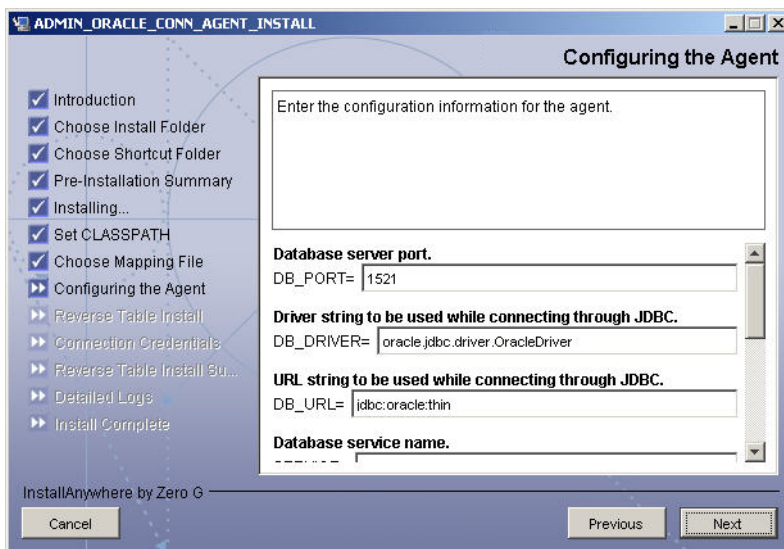 ADMIN_ORACLE_CONN_AGENT_INSTALL
Configuring the Agent
Introduction
Choose Install Folder
Choose Shortcut Folder
Pre-Installation Summary
Installing...
Set CLASSPATH
Choose Mapping File
Configuring the Agent
Reverse Table Install
Connection Credentials
Reverse Table Install Su...
Detailed Logs
Install Complete
Enter the configuration information for the agent.
Database server port.
DB_PORT= 1521
Driver string to be used while connecting through JDBC.
DB_DRIVER= oracle.jdbc.driver.OracleDriver
URL string to be used while connecting through JDBC.
DB_URL= jdbc:oracle:thin
Database service name.
InstallAnywhere by Zero G
Cancel
Previous
Next